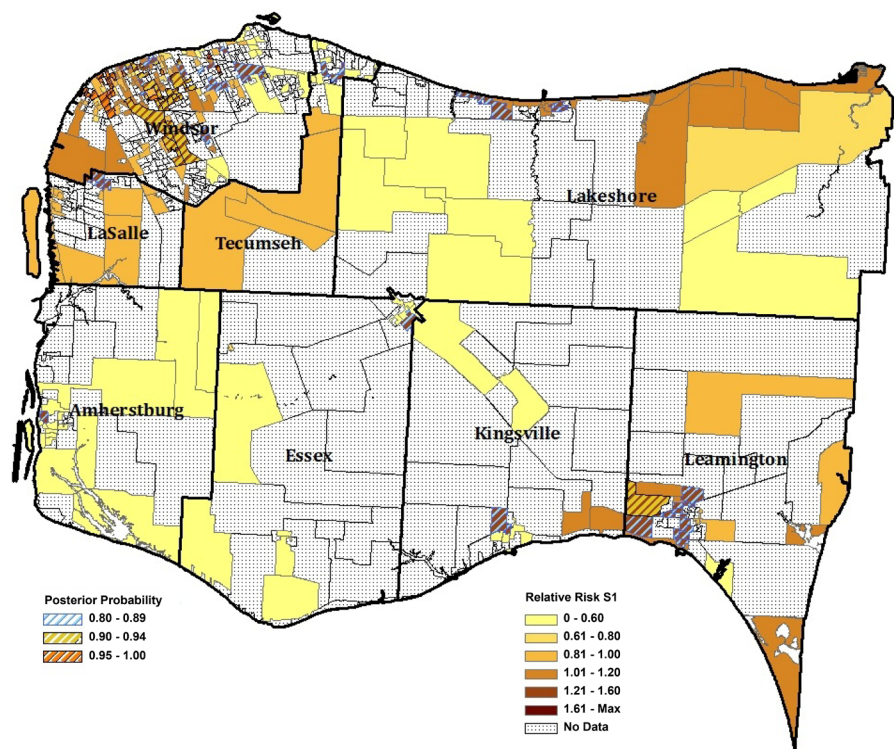 Windsor
Lakeshore
LaSalle
Tecumseh
Amherstburg
Essex
Kingsville
Leamington
Posterior Probability
0.80 - 0.89
0.90 - 0.94
0.95 - 1.00
Relative Risk S1
0 - 0.60
0.61 - 0.80
0.81 - 1.00
1.01 - 1.20
1.21 - 1.60
1.61 - Max
No Data